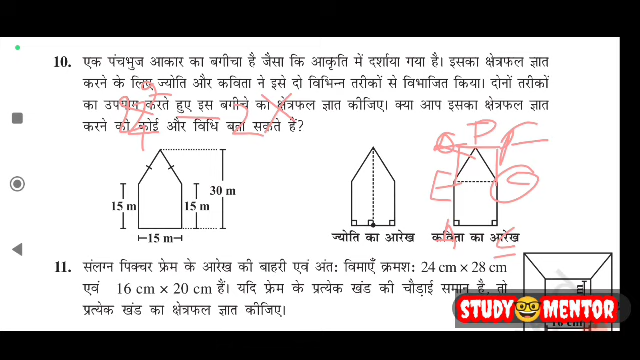 10. एक पंचभुज आकार का बगीचा है जैसा कि आकृति में दर्शाया गया है। इसका क्षेत्रफल ज्ञात
करने के लिए ज्योति और कविता ने इसे दो विभिन्न तरीकों से विभाजित किया। दोनों तरीकों
का उपयोग करते हुए इस बगीचे का क्षेत्रफल ज्ञात कीजिए। क्या आप इसका क्षेत्रफल ज्ञात
करने की कोई और विधि बता सकते हैं?
P
30 m
15 m 15 m
E G
15 m
A C
ज्योति का आरेख कविता का आरेख
11. संलग्न पिक्चर फ्रेम के आरेख की बाहरी एवं अंत: विमाएँ क्रमश: 24 cm × 28 cm
एवं 16 cm × 20 cm हैं। यदि फ्रेम के प्रत्येक खंड की चौड़ाई समान है, तो
प्रत्येक खंड का क्षेत्रफल ज्ञात कीजिए।
STUDY MENTOR